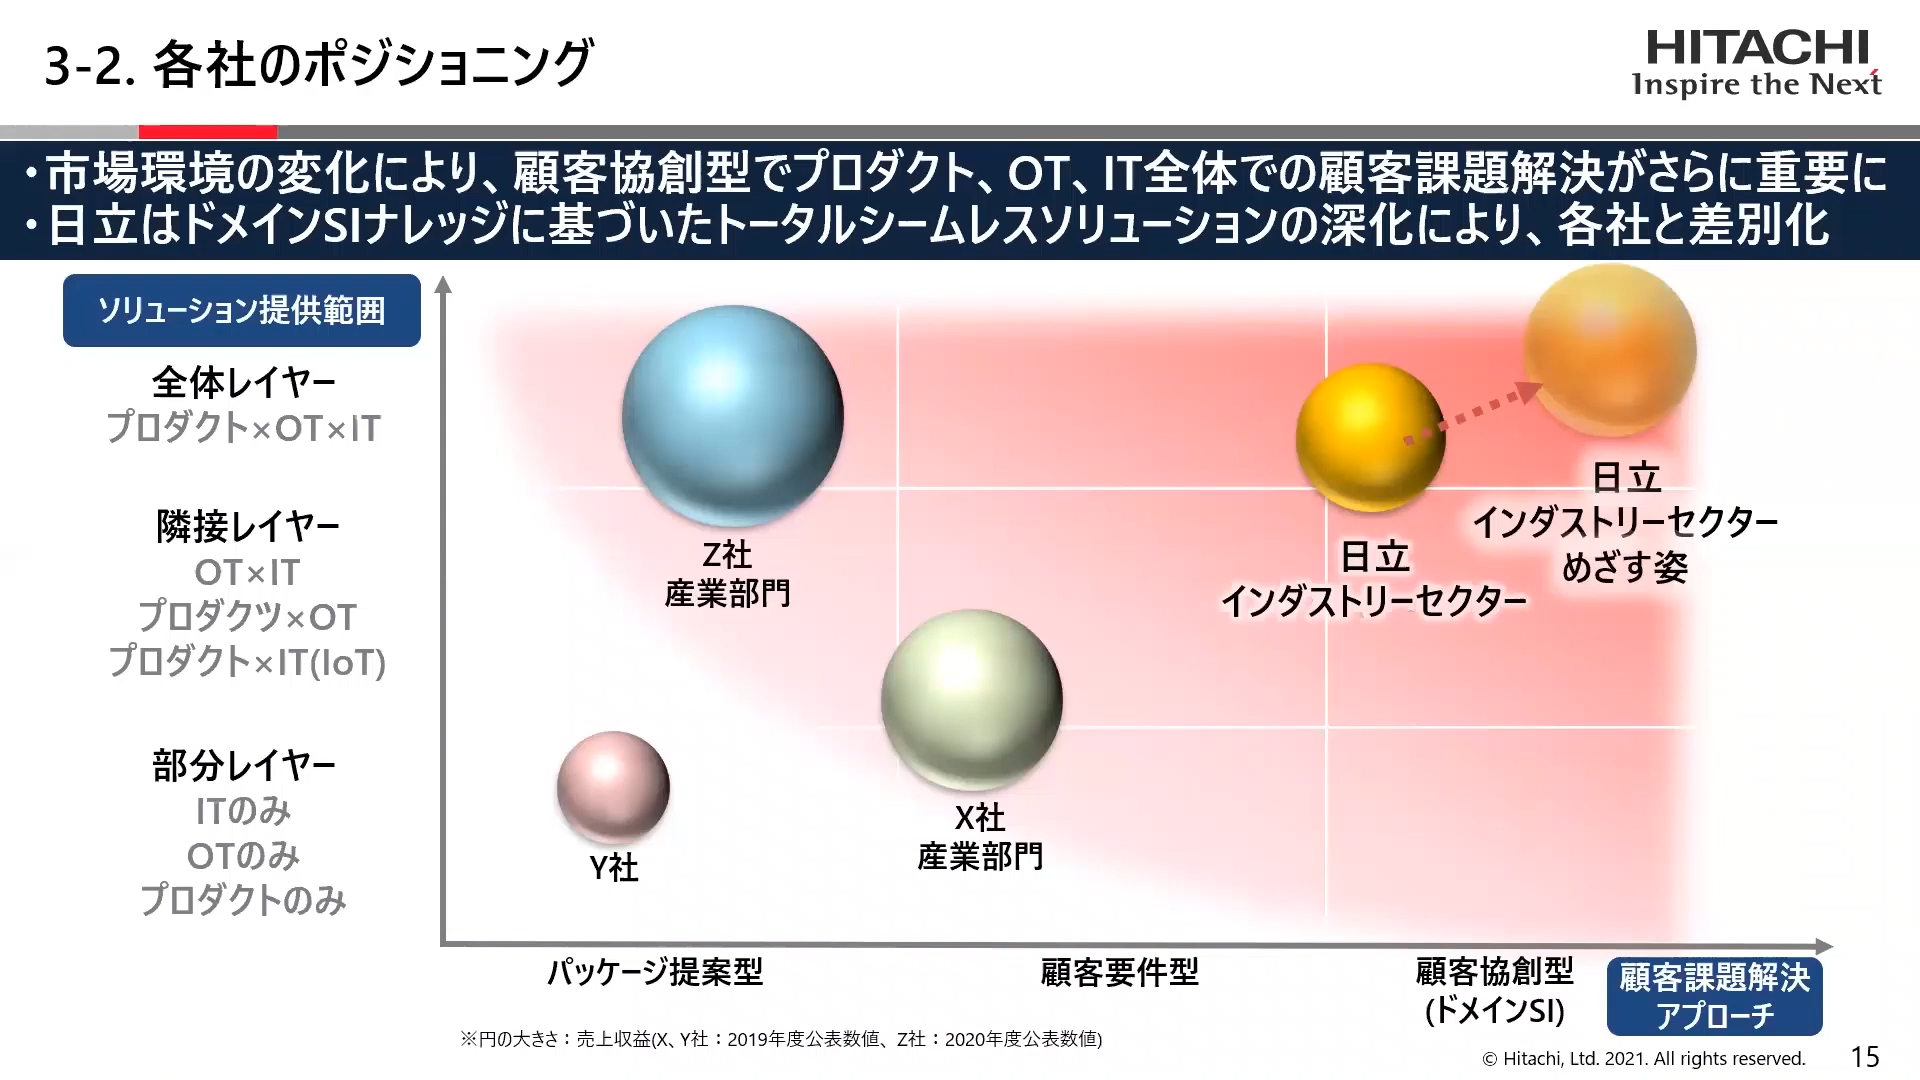 3-2. 各社のポジショニング
HITACHI
Inspire the Next
・市場環境の変化により、顧客協創型でプロダクト、OT、IT全体での顧客課題解決がさらに重要に
・日立はドメインSIナレッジに基づいたトータルシームレスソリューションの深化により、各社と差別化
ソリューション提供範囲
全体レイヤー
プロダクト×OT×IT
隣接レイヤー
OT×IT
プロダクツ×OT
プロダクト×IT(IoT)
部分レイヤー
ITのみ
OTのみ
プロダクトのみ
Z社
産業部門
Y社
X社
産業部門
日立
インダストリーセクター
日立
インダストリーセクター
めざす姿
パッケージ提案型
顧客要件型
顧客協創型
(ドメインSI)
顧客課題解決
アプローチ
※円の大きさ：売上収益(X、Y社：2019年度公表数値、Z社：2020年度公表数値)
© Hitachi, Ltd. 2021. All rights reserved.
15